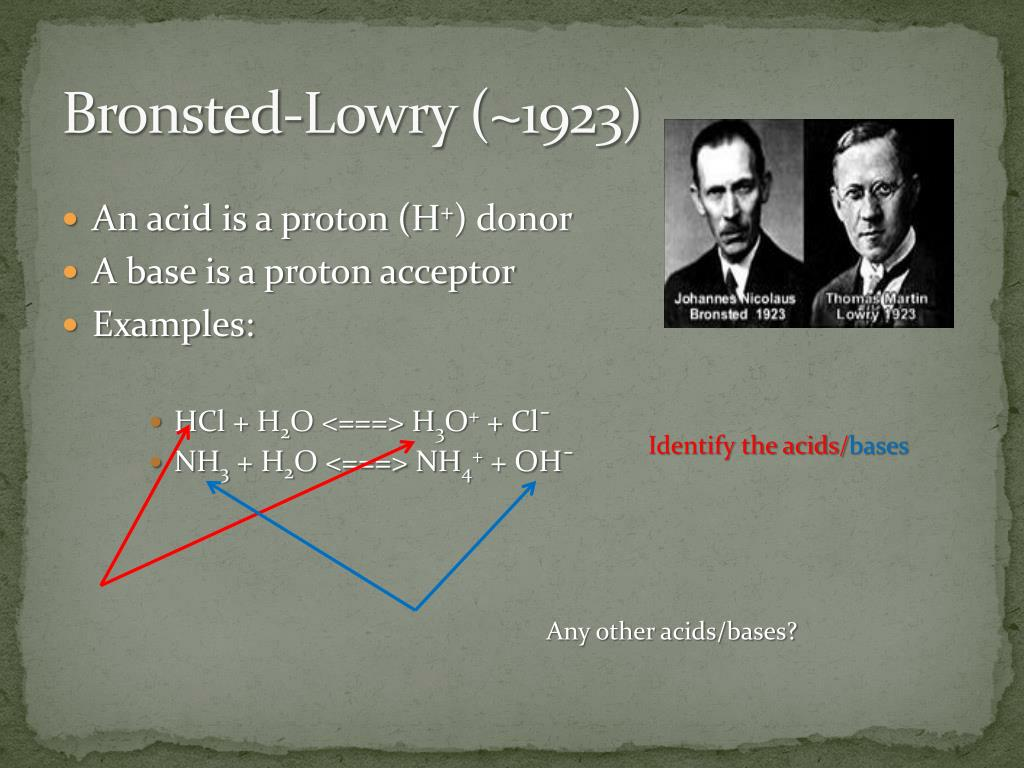 Bronsted-Lowry (~1923)
An acid is a proton (H⁺) donor
A base is a proton acceptor
Examples:
Johannes Nicolaus
Bronsted 1923
Thomas Martin
Lowry 1923
HCl + H₂O <===> H₃O⁺ + Cl⁻
NH₃ + H₂O <===> NH₄⁺ + OH⁻
Identify the acids/bases
Any other acids/bases?